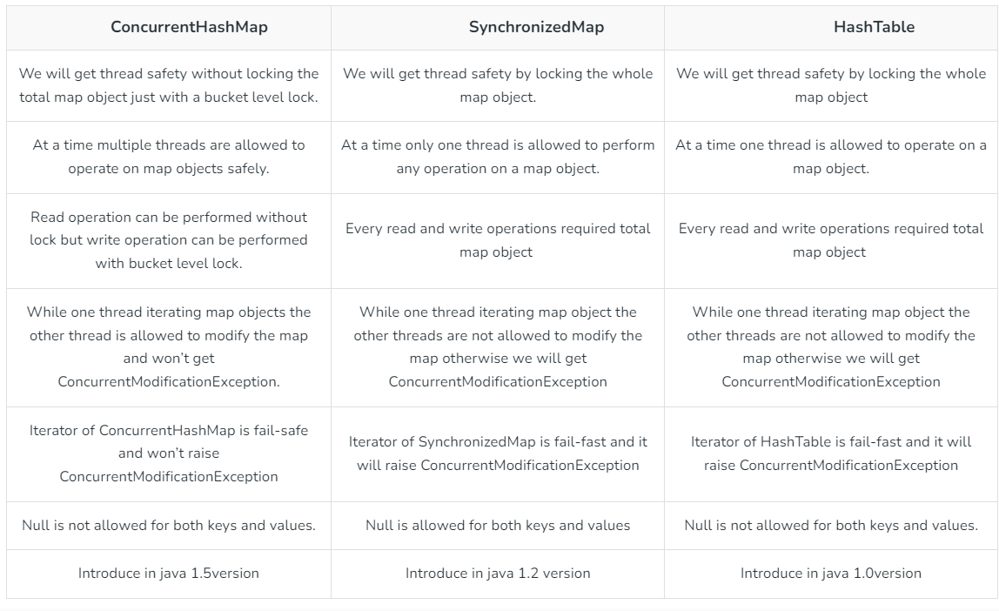 ConcurrentHashMap
SynchronizedMap
HashTable
We will get thread safety without locking the
total map object just with a bucket level lock.
We will get thread safety by locking the whole
map object.
We will get thread safety by locking the whole
map object
At a time multiple threads are allowed to
operate on map objects safely.
At a time only one thread is allowed to perform
any operation on a map object.
At a time one thread is allowed to operate on a
map object.
Read operation can be performed without
lock but write operation can be performed
with bucket level lock.
Every read and write operations required total
map object
Every read and write operations required total
map object
While one thread iterating map objects the
other thread is allowed to modify the map
and won’t get
ConcurrentModificationException.
While one thread iterating map object the
other threads are not allowed to modify the
map otherwise we will get
ConcurrentModificationException
While one thread iterating map object the
other threads are not allowed to modify the
map otherwise we will get
ConcurrentModificationException
Iterator of ConcurrentHashMap is fail-safe
and won’t raise
ConcurrentModificationException
Iterator of SynchronizedMap is fail-fast and it
will raise ConcurrentModificationException
Iterator of HashTable is fail-fast and it will
raise ConcurrentModificationException
Null is not allowed for both keys and values.
Null is allowed for both keys and values
Null is not allowed for both keys and values.
Introduce in java 1.5version
Introduce in java 1.2 version
Introduce in java 1.0version